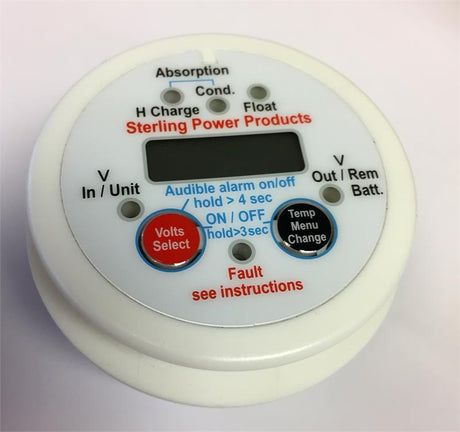 Absorption
Cond.
H Charge
Float
Sterling Power Products
V
In / Unit
V
Out / Rem
Batt.
Audible alarm on/off
hold > 4 sec
Volts
Select
ON / OFF
hold>3sec
Temp
Menu
Change
Fault
see instructions